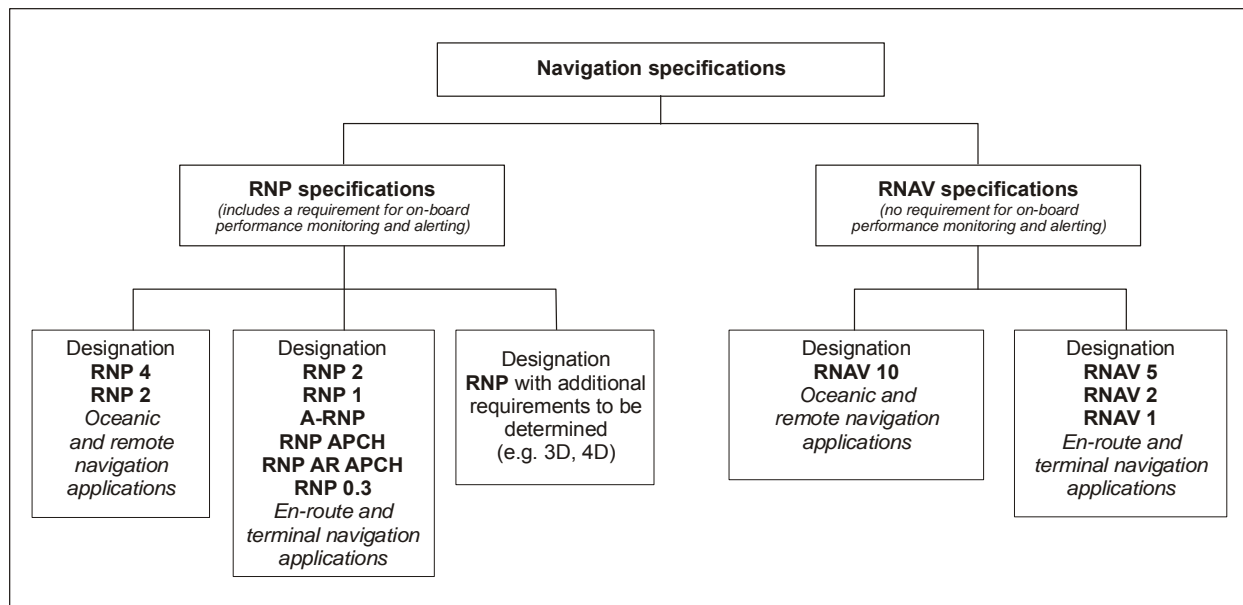 Navigation specifications
RNP specifications
(includes a requirement for on-board
performance monitoring and alerting)
RNAV specifications
(no requirement for on-board
performance monitoring and alerting)
Designation
RNP 4
RNP 2
Oceanic
and remote
navigation
applications
Designation
RNP 2
RNP 1
A-RNP
RNP APCH
RNP AR APCH
RNP 0.3
En-route and
terminal navigation
applications
Designation
RNP with additional
requirements to be
determined
(e.g. 3D, 4D)
Designation
RNAV 10
Oceanic and
remote navigation
applications
Designation
RNAV 5
RNAV 2
RNAV 1
En-route and
terminal navigation
applications